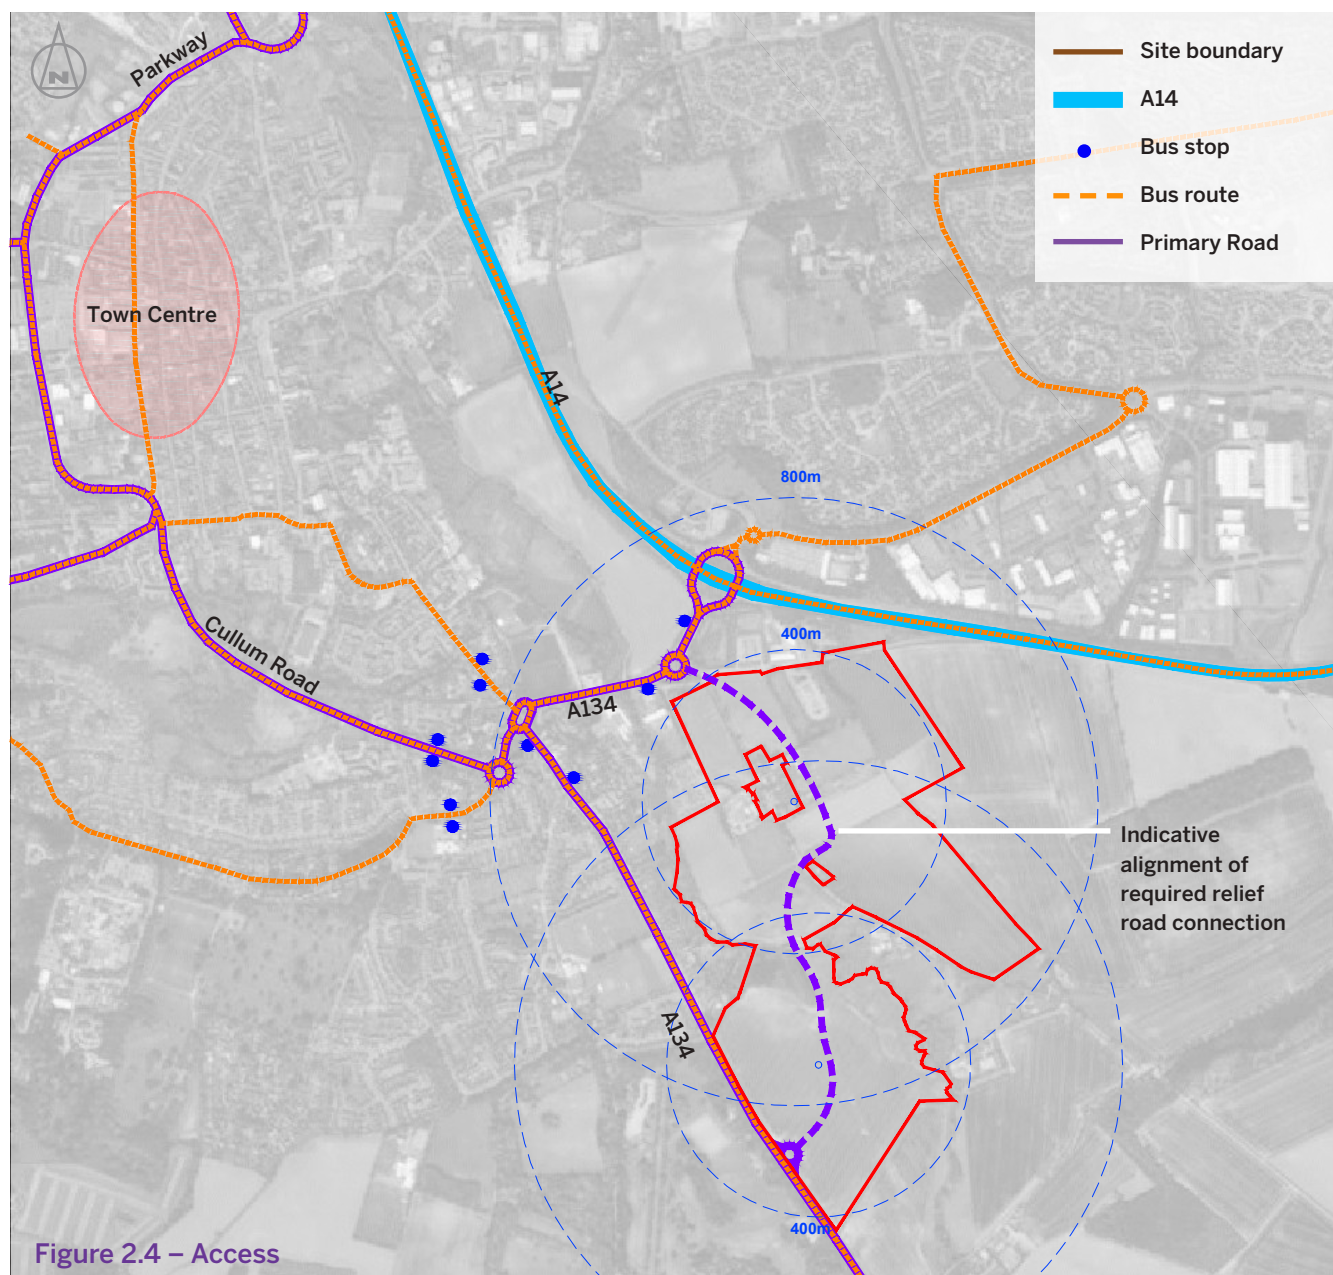 N
Parkway
Site boundary
A14
Bus stop
Bus route
Primary Road
Town Centre
A14
800m
400m
Cullum Road
A134
Indicative
alignment of
required relief
road connection
A134
400m
Figure 2.4 – Access